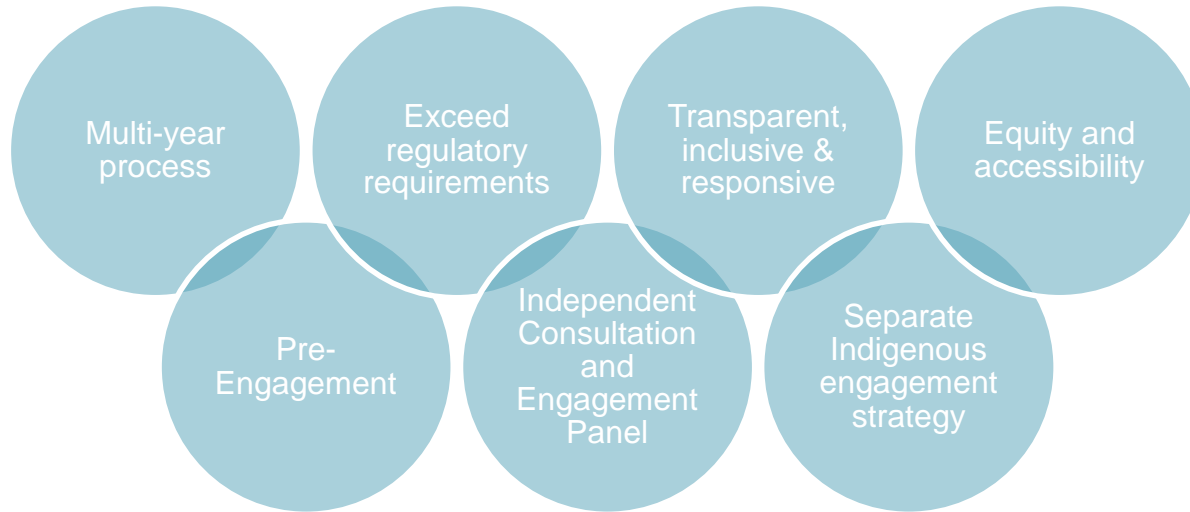 Multi-year
process
Exceed
regulatory
requirements
Transparent,
inclusive &
responsive
Equity and
accessibility
Pre-
Engagement
Independent
Consultation
and
Engagement
Panel
Separate
Indigenous
engagement
strategy